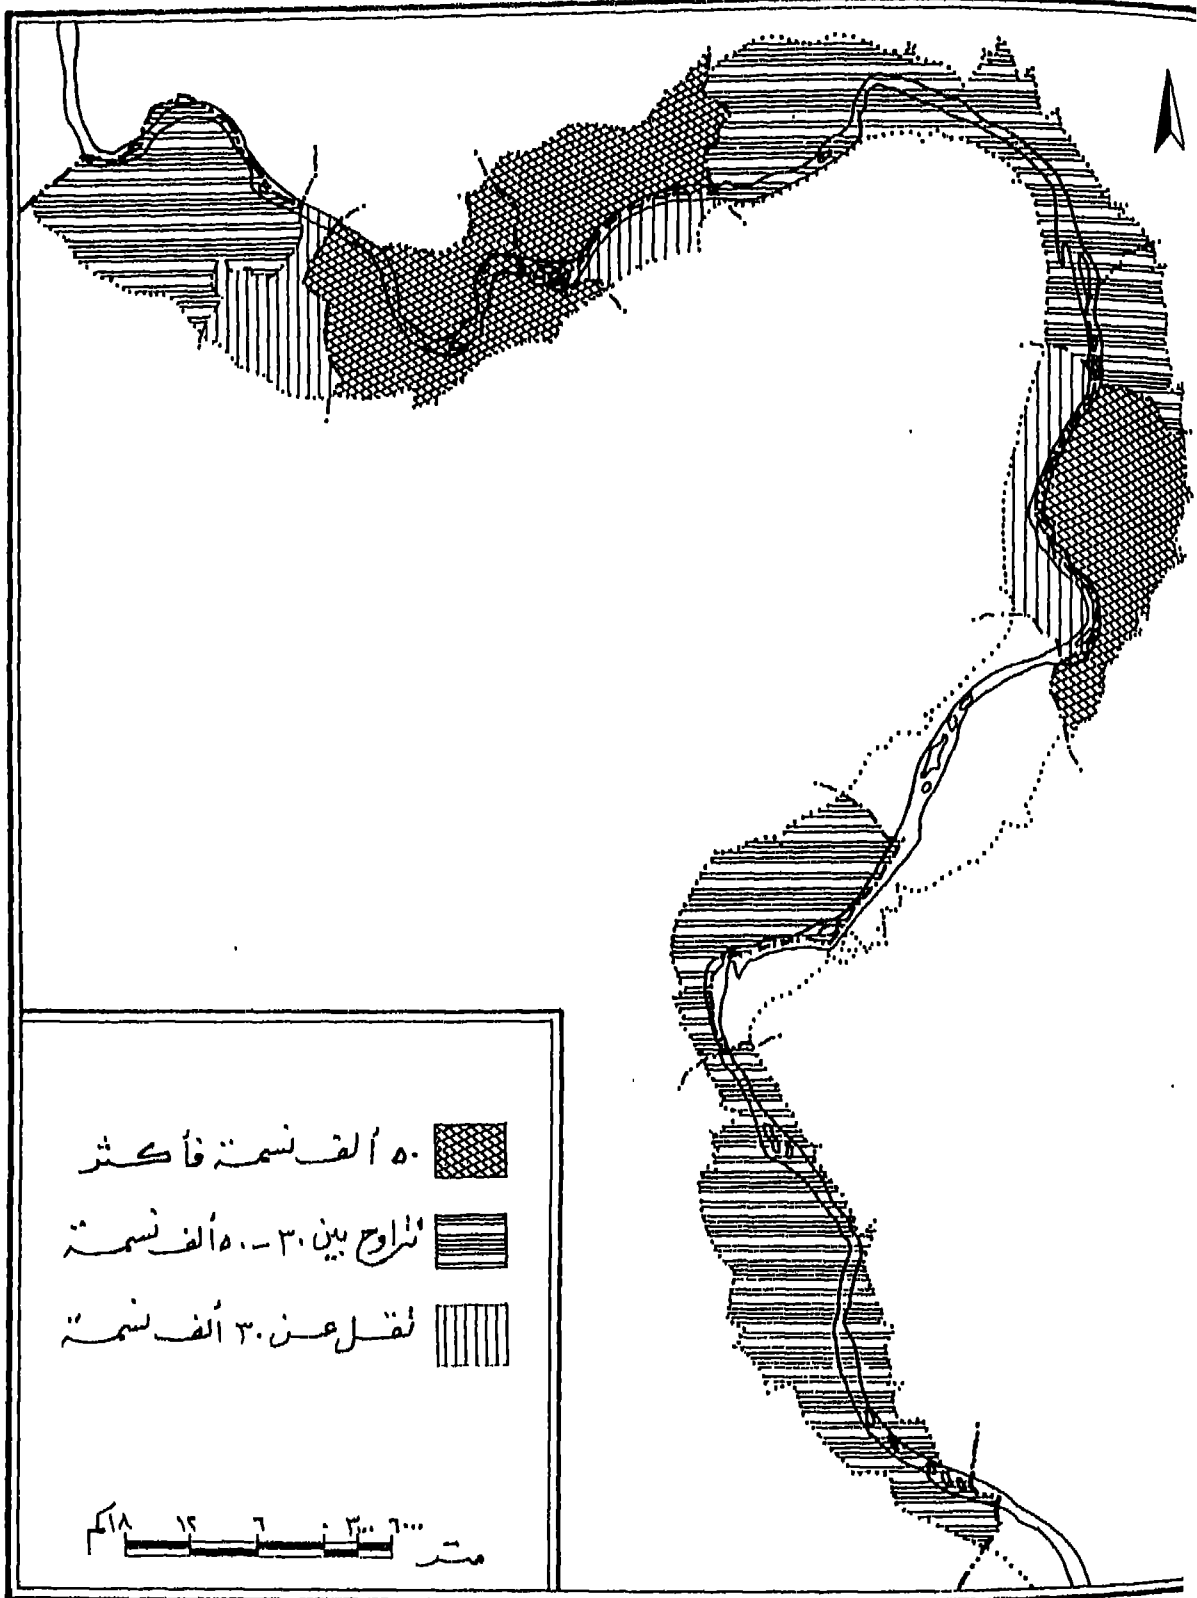 ٥٠ ألف نسمة فأكثر
تتراوح بين ٣٠ - ٥٠ ألف نسمة
تقل عن ٣٠ ألف نسمة
١٨كم ١٢ ٦ ٠ ٣٠٠٠ ٦٠٠٠
متر